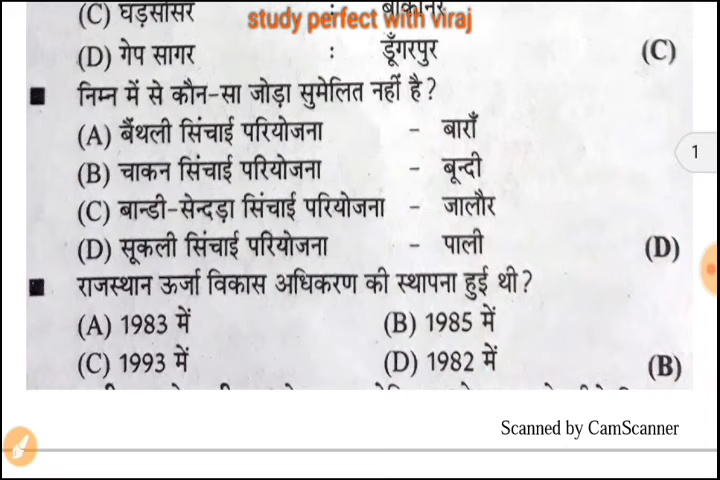 (C) घड़सीसर : बीकानेर
study perfect with viraj
(D) गेप सागर : डूँगरपुर (C)
■ निम्न में से कौन-सा जोड़ा सुमेलित नहीं है?
(A) बैंथली सिंचाई परियोजना - बाराँ
(B) चाकन सिंचाई परियोजना - बून्दी
1
(C) बान्डी-सेन्दड़ा सिंचाई परियोजना - जालौर
(D) सूकली सिंचाई परियोजना - पाली (D)
■ राजस्थान ऊर्जा विकास अधिकरण की स्थापना हुई थी?
(A) 1983 में (B) 1985 में
(C) 1993 में (D) 1982 में (B)
Scanned by CamScanner